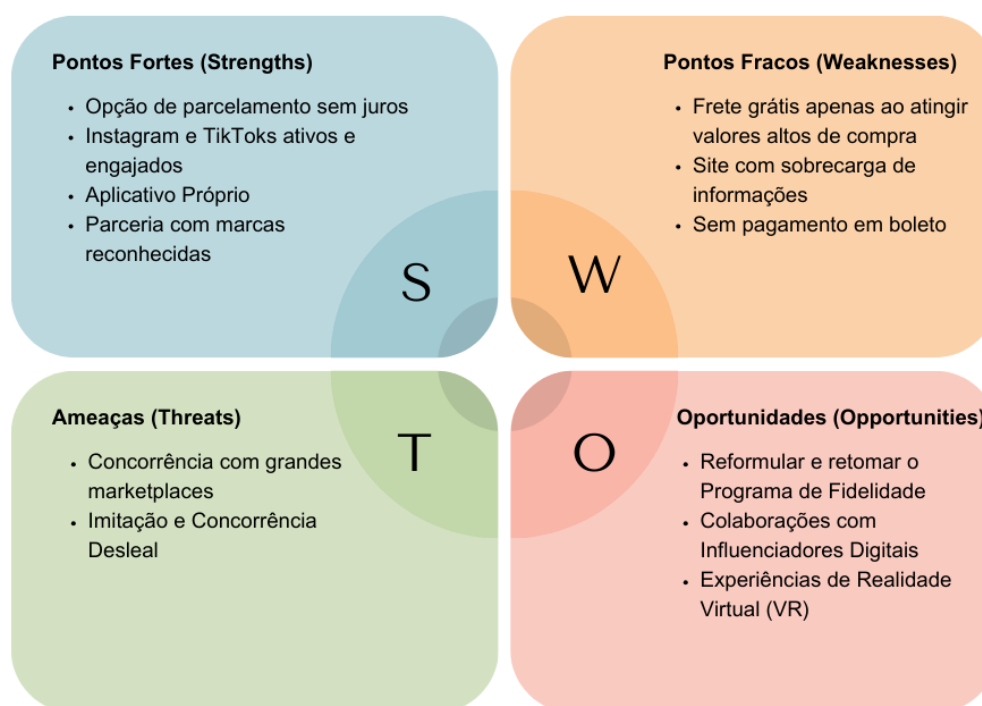 Pontos Fortes (Strengths)
• Opção de parcelamento sem juros
• Instagram e TikToks ativos e
engajados
• Aplicativo Próprio
• Parceria com marcas
reconhecidas
S
Pontos Fracos (Weaknesses)
• Frete grátis apenas ao atingir
valores altos de compra
• Site com sobrecarga de
informações
• Sem pagamento em boleto
W
Ameaças (Threats)
• Concorrência com grandes
marketplaces
• Imitação e Concorrência
Desleal
T
Oportunidades (Opportunities)
• Reformular e retomar o
Programa de Fidelidade
• Colaborações com
Influenciadores Digitais
• Experiências de Realidade
Virtual (VR)
O